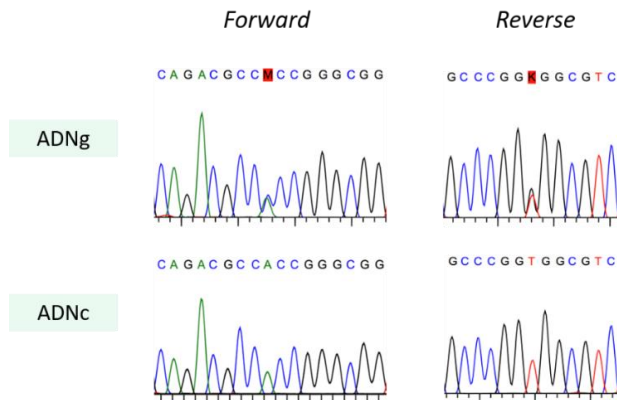 Forward Reverse
CAGACGCCMCCGGGCGG GCCCGGKGGCGTC
ADNg
CAGACGCCACCGGGCGG GCCCGGTGGCGTC
ADNc